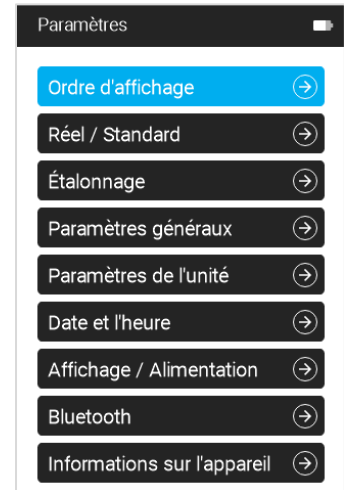 Paramètres
Ordre d'affichage
Réel / Standard
Étalonnage
Paramètres généraux
Paramètres de l'unité
Date et l'heure
Affichage / Alimentation
Bluetooth
Informations sur l'appareil